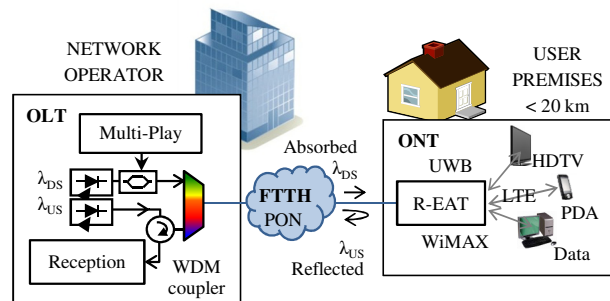 NETWORK
OPERATOR
OLT
Multi-Play
λDS
λUS
Reception
WDM
coupler
Absorbed
λDS
FTTH
PON
λUS
Reflected
USER
PREMISES
< 20 km
ONT
UWB
HDTV
R-EAT
LTE
PDA
WiMAX
Data